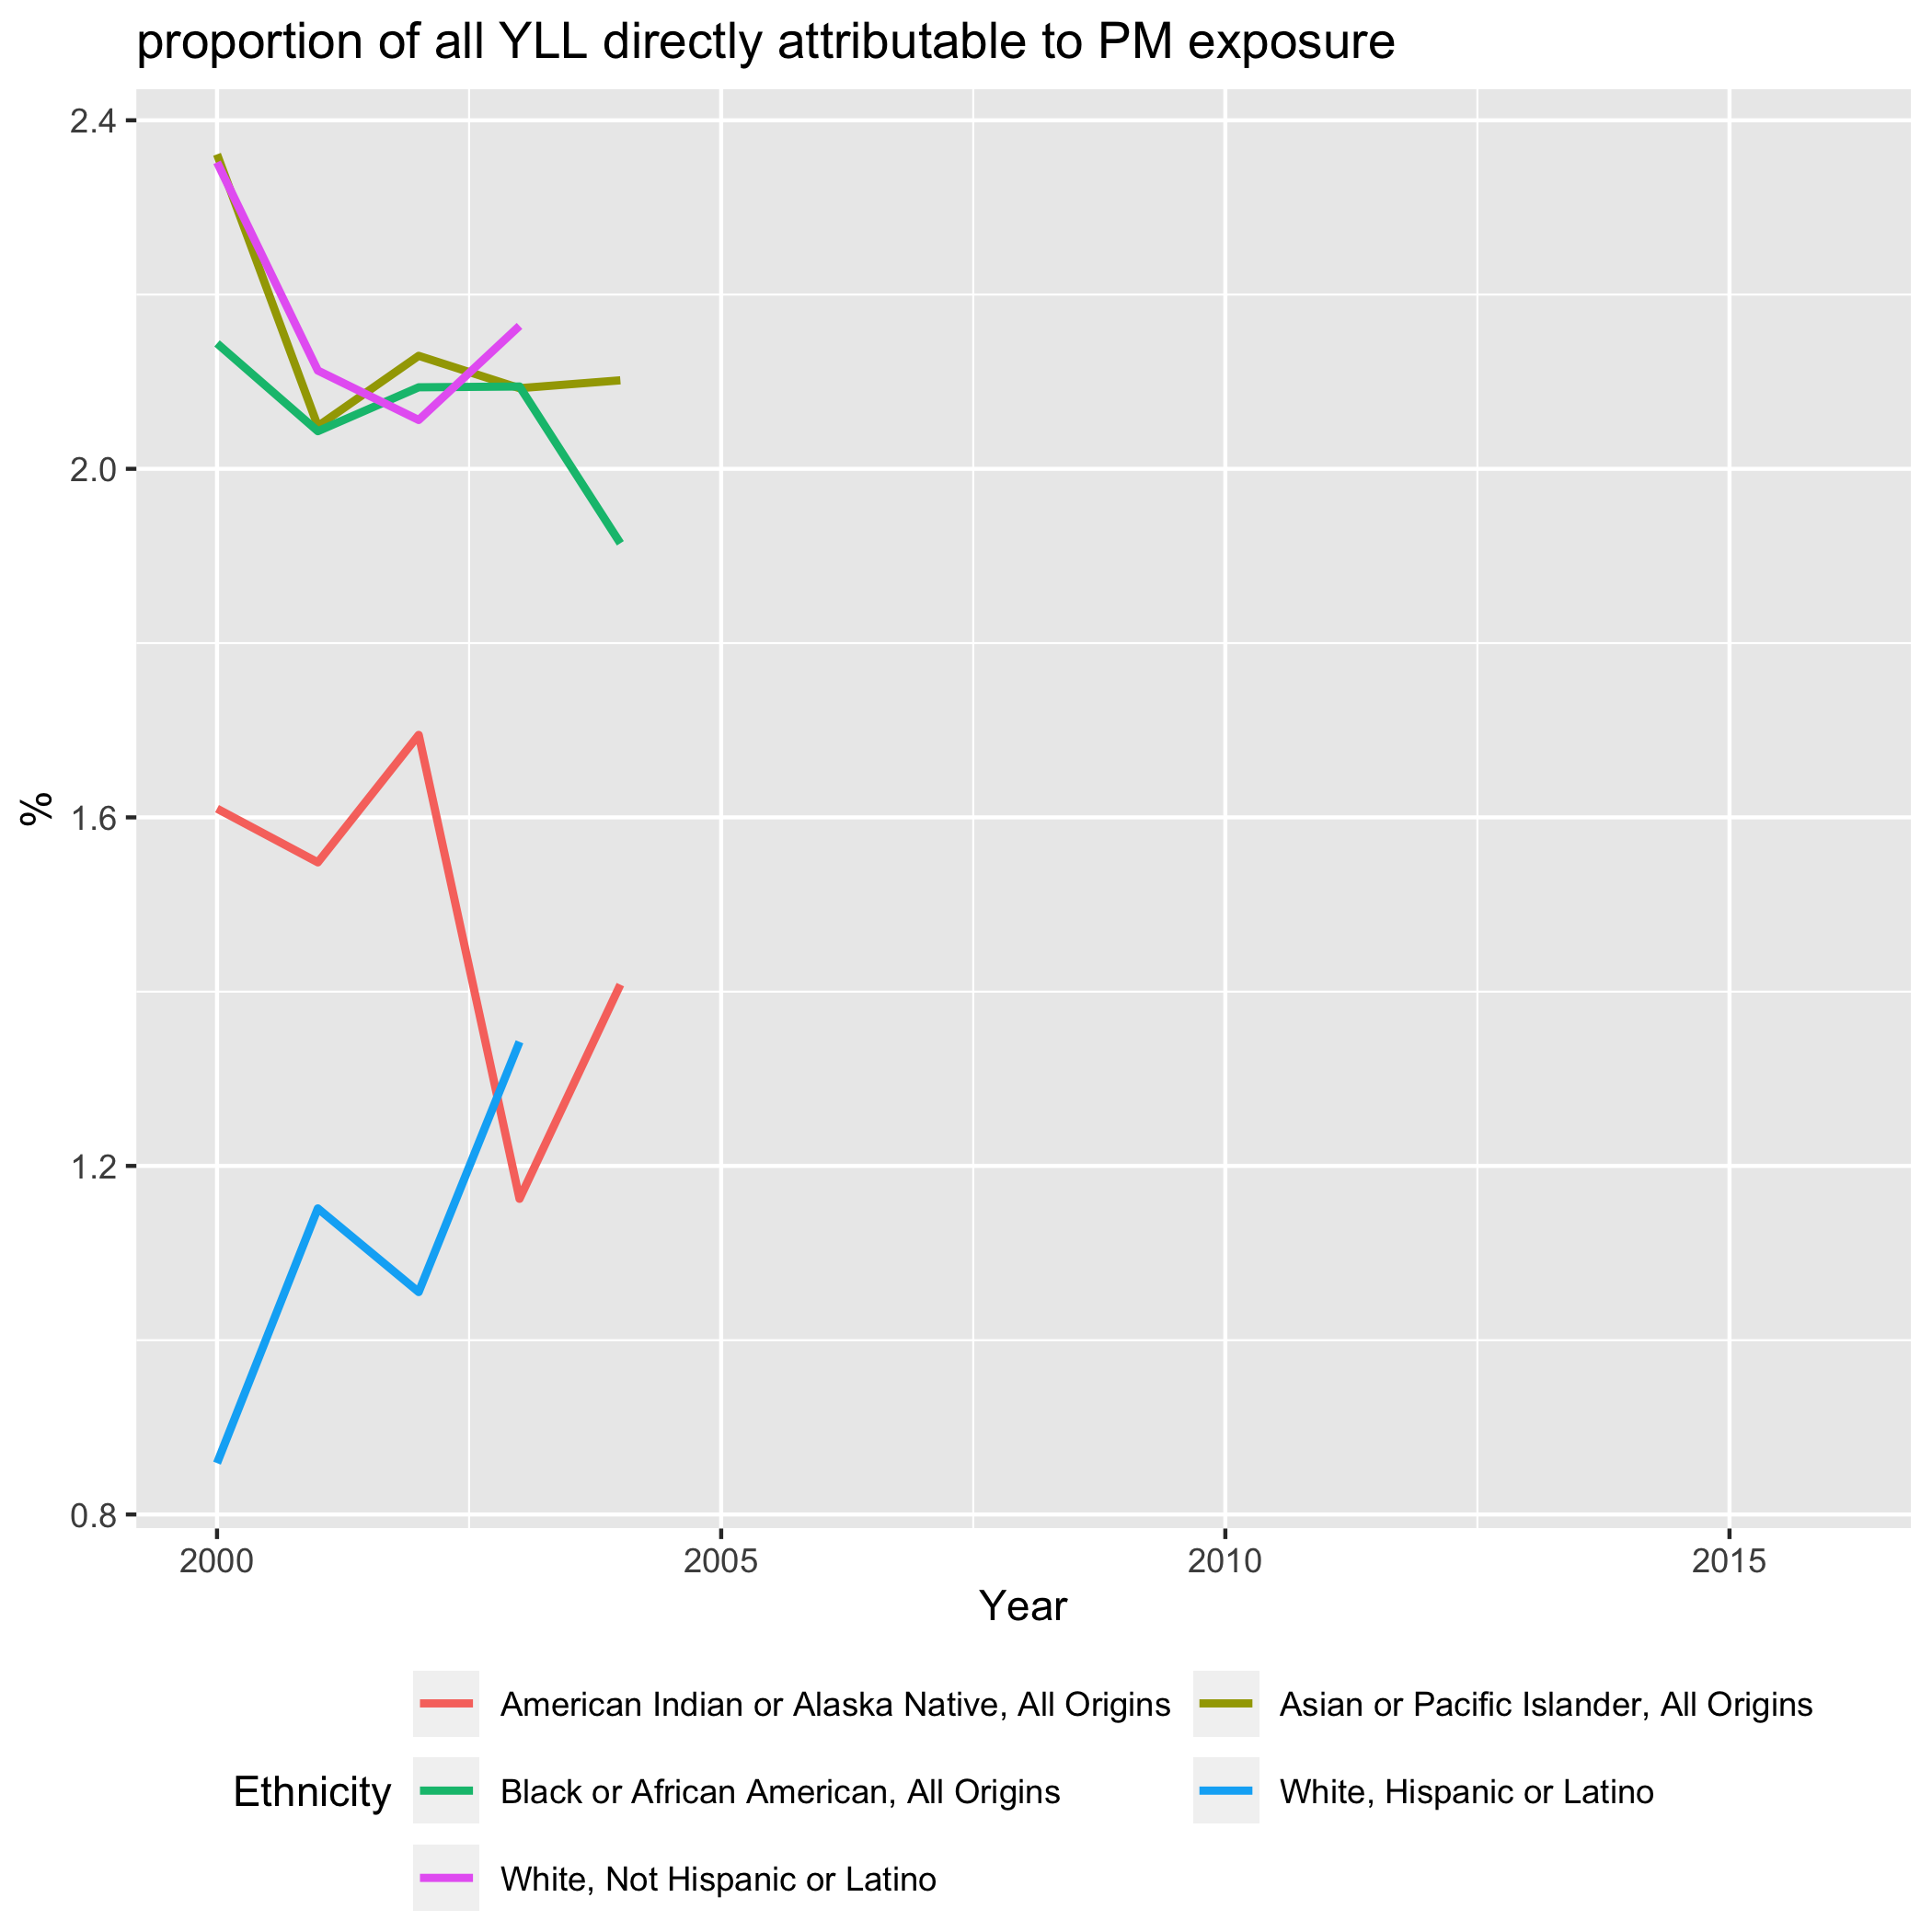 proportion of all YLL directly attributable to PM exposure
2.4
2.0
1.6
1.2
0.8
%
2000 2005 2010 2015
Year
Ethnicity
American Indian or Alaska Native, All Origins
Asian or Pacific Islander, All Origins
Black or African American, All Origins
White, Hispanic or Latino
White, Not Hispanic or Latino